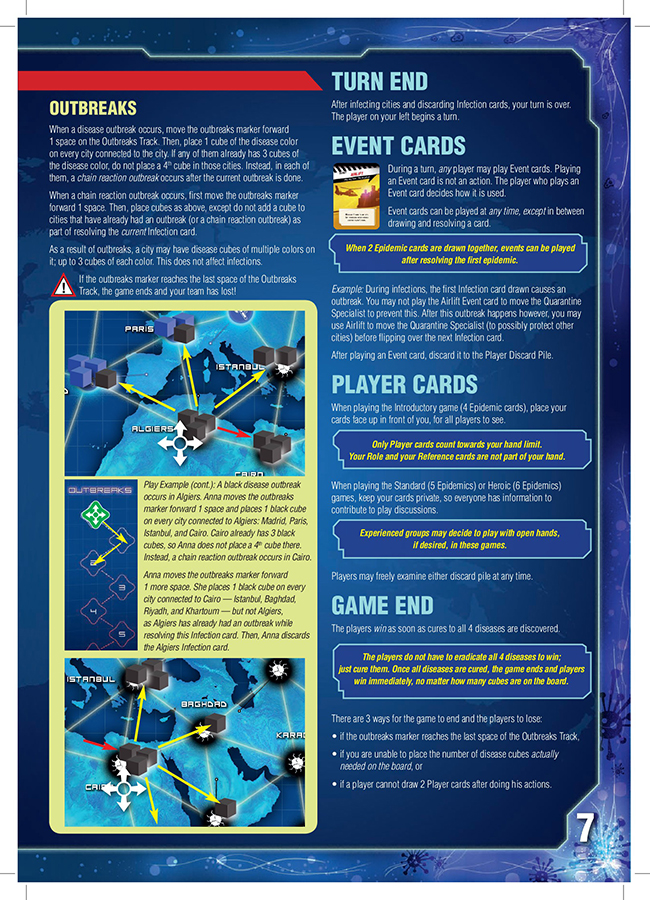 OUTBREAKS
When a disease outbreak occurs, move the outbreaks marker forward
1 space on the Outbreaks Track. Then, place 1 cube of the disease color
on every city connected to the city. If any of them already has 3 cubes of
the disease color, do not place a 4th cube in those cities. Instead, in each of
them, a chain reaction outbreak occurs after the current outbreak is done.
When a chain reaction outbreak occurs, first move the outbreaks marker
forward 1 space. Then, place cubes as above, except do not add a cube to
cities that have already had an outbreak (or a chain reaction outbreak) as
part of resolving the current Infection card.
As a result of outbreaks, a city may have disease cubes of multiple colors on
it; up to 3 cubes of each color. This does not affect infections.
If the outbreaks marker reaches the last space of the Outbreaks
Track, the game ends and your team has lost!
PARIS
ISTANBUL
ALGIERS
CAIRO
OUTBREAKS
2
3
4
5
Play Example (cont.): A black disease outbreak
occurs in Algiers. Anna moves the outbreaks
marker forward 1 space and places 1 black cube
on every city connected to Algiers: Madrid, Paris,
Istanbul, and Cairo. Cairo already has 3 black
cubes, so Anna does not place a 4th cube there.
Instead, a chain reaction outbreak occurs in Cairo.
Anna moves the outbreaks marker forward
1 more space. She places 1 black cube on every
city connected to Cairo — Istanbul, Baghdad,
Riyadh, and Khartoum — but not Algiers,
as Algiers has already had an outbreak while
resolving this Infection card. Then, Anna discards
the Algiers Infection card.
ISTANBUL
BAGHDAD
KARAC
CAI
TURN END
After infecting cities and discarding Infection cards, your turn is over.
The player on your left begins a turn.
EVENT CARDS
AIRLIFT
During a turn, any player may play Event cards. Playing
an Event card is not an action. The player who plays an
Event card decides how it is used.
Event cards can be played at any time, except in between
drawing and resolving a card.
When 2 Epidemic cards are drawn together, events can be played
after resolving the first epidemic.
Example: During infections, the first Infection card drawn causes an
outbreak. You may not play the Airlift Event card to move the Quarantine
Specialist to prevent this. After this outbreak happens however, you may
use Airlift to move the Quarantine Specialist (to possibly protect other
cities) before flipping over the next Infection card.
After playing an Event card, discard it to the Player Discard Pile.
PLAYER CARDS
When playing the Introductory game (4 Epidemic cards), place your
cards face up in front of you, for all players to see.
Only Player cards count towards your hand limit.
Your Role and your Reference cards are not part of your hand.
When playing the Standard (5 Epidemics) or Heroic (6 Epidemics)
games, keep your cards private, so everyone has information to
contribute to play discussions.
Experienced groups may decide to play with open hands,
if desired, in these games.
Players may freely examine either discard pile at any time.
GAME END
The players win as soon as cures to all 4 diseases are discovered.
The players do not have to eradicate all 4 diseases to win;
just cure them. Once all diseases are cured, the game ends and players
win immediately, no matter how many cubes are on the board.
There are 3 ways for the game to end and the players to lose:
• if the outbreaks marker reaches the last space of the Outbreaks Track,
• if you are unable to place the number of disease cubes actually
needed on the board, or
• if a player cannot draw 2 Player cards after doing his actions.
7